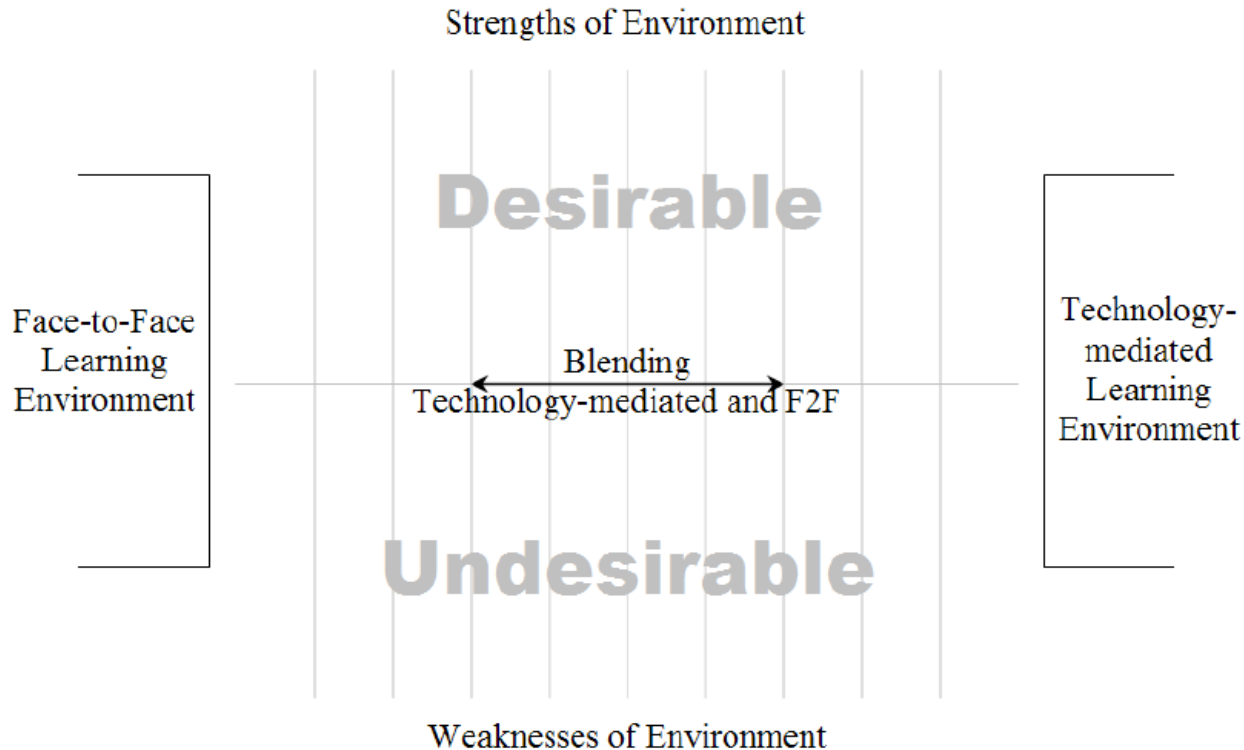 Strengths of Environment
Desirable
Face-to-Face
Learning
Environment
Blending
Technology-mediated and F2F
Technology-
mediated
Learning
Environment
Undesirable
Weaknesses of Environment